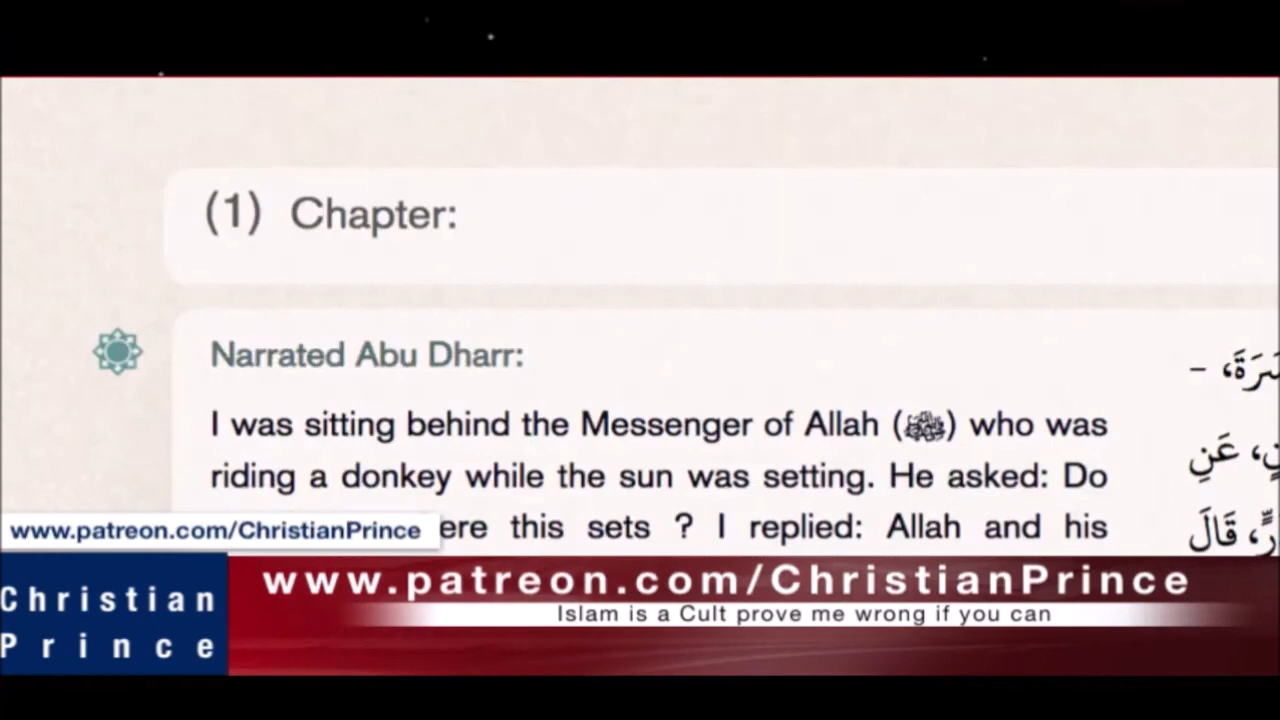 (1) Chapter:
Narrated Abu Dharr:
I was sitting behind the Messenger of Allah (ﷺ) who was
riding a donkey while the sun was setting. He asked: Do
ere this sets ? I replied: Allah and his
، عَنِ
قَالَ
www.patreon.com/ChristianPrince
Christian
Prince
www.patreon.com/ChristianPrince
Islam is a Cult prove me wrong if you can